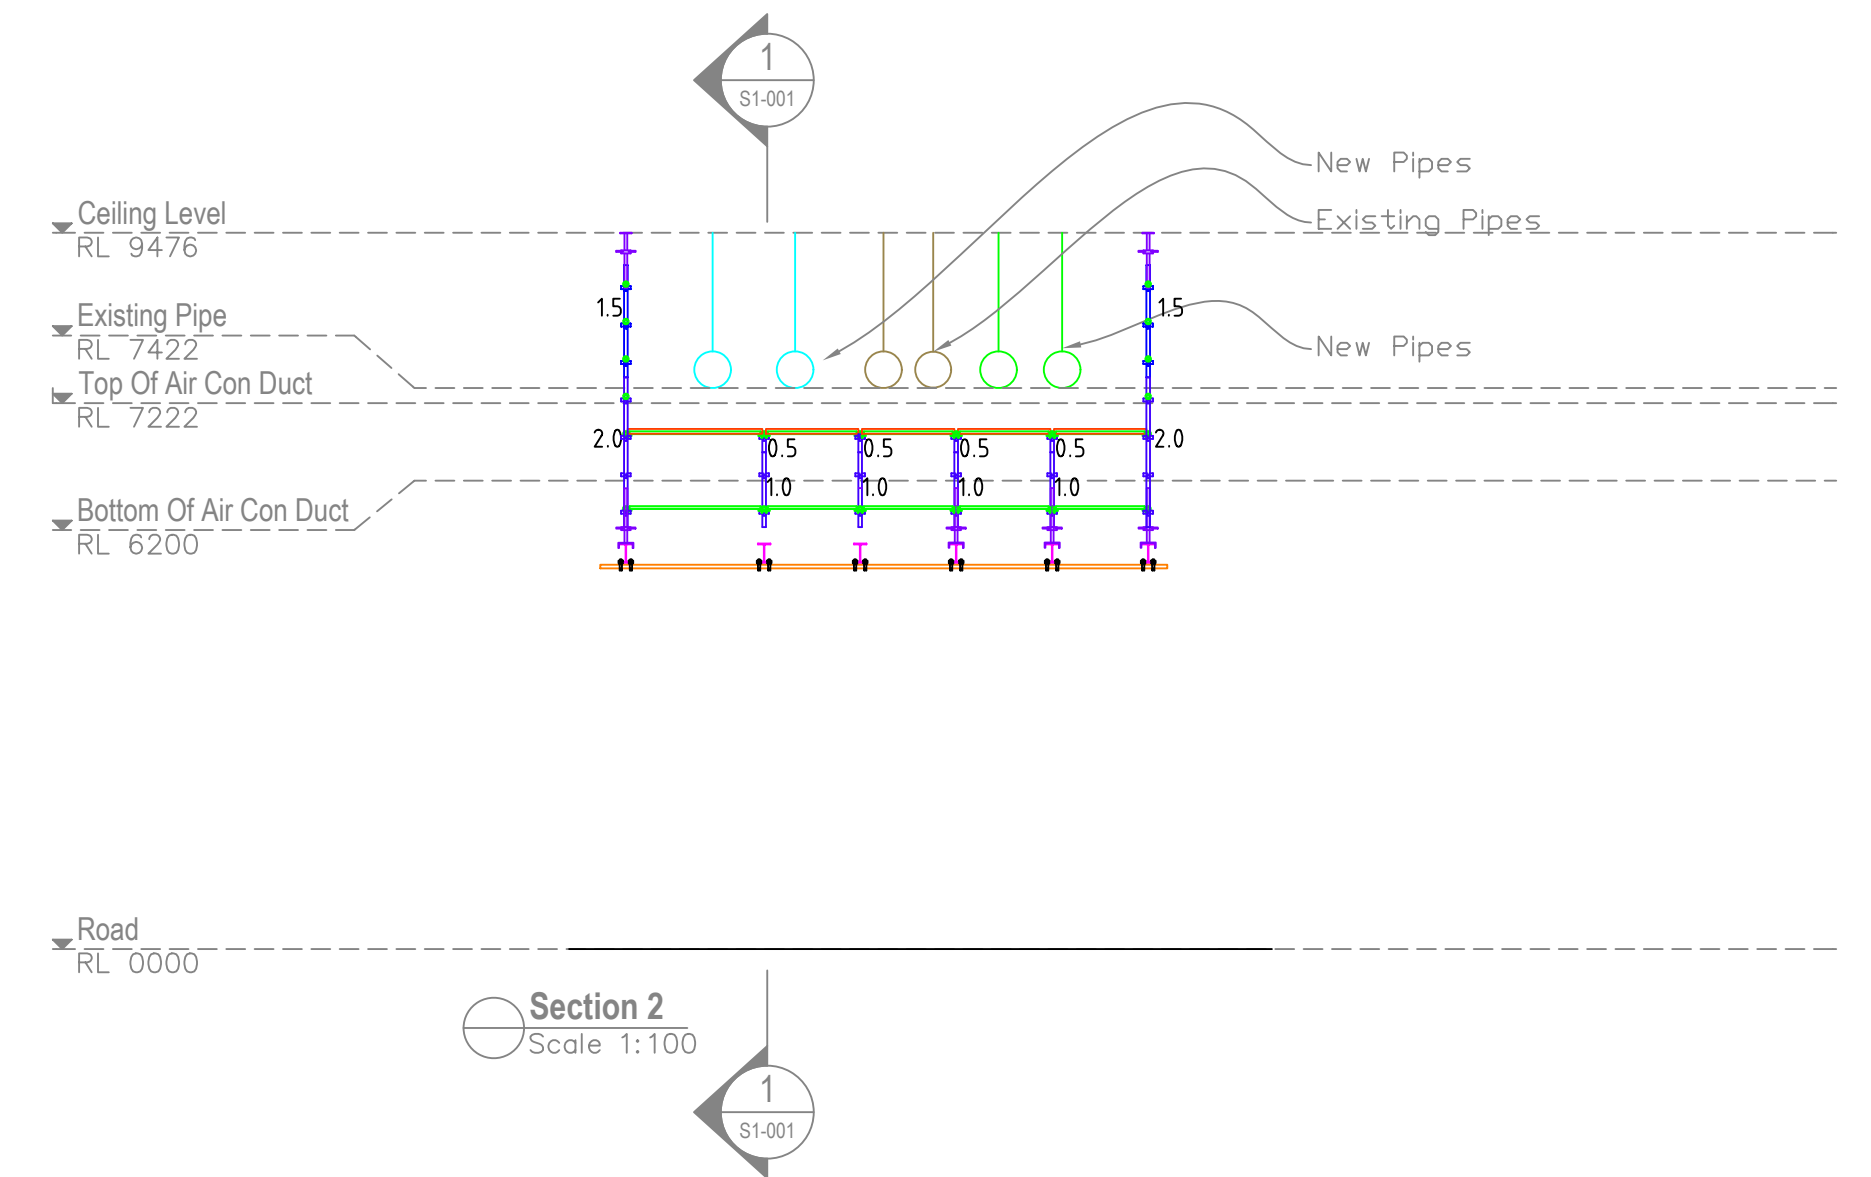 1
S1-001
New Pipes
Existing Pipes
Ceiling Level
RL 9476
1.5
1.5
Existing Pipe
RL 7422
New Pipes
Top Of Air Con Duct
RL 7222
2.0
0.5
0.5
0.5
0.5
2.0
1.0
1.0
1.0
1.0
Bottom Of Air Con Duct
RL 6200
Road
RL 0000
Section 2
Scale 1:100
1
S1-001